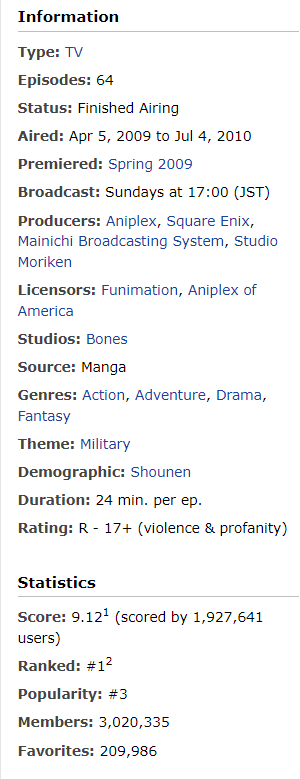 Information
Type: TV
Episodes: 64
Status: Finished Airing
Aired: Apr 5, 2009 to Jul 4, 2010
Premiered: Spring 2009
Broadcast: Sundays at 17:00 (JST)
Producers: Aniplex, Square Enix,
Mainichi Broadcasting System, Studio
Moriken
Licensors: Funimation, Aniplex of
America
Studios: Bones
Source: Manga
Genres: Action, Adventure, Drama,
Fantasy
Theme: Military
Demographic: Shounen
Duration: 24 min. per ep.
Rating: R - 17+ (violence & profanity)
Statistics
Score: 9.12¹ (scored by 1,927,641
users)
Ranked: #1²
Popularity: #3
Members: 3,020,335
Favorites: 209,986